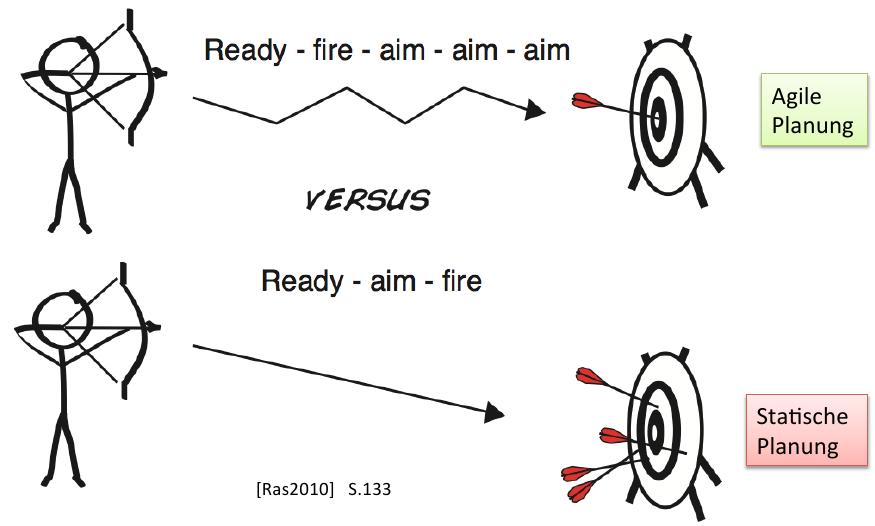 Ready - fire - aim - aim - aim
Agile
Planung
VERSUS
Ready - aim - fire
Statische
Planung
[Ras2010] S.133